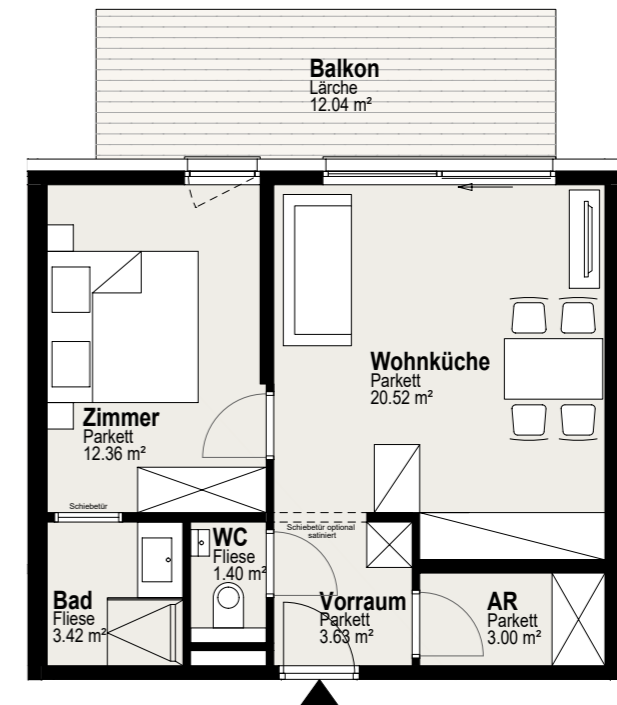 Balkon
Lärche
12.04 m²
Wohnküche
Parkett
20.52 m²
Zimmer
Parkett
12.36 m²
Schiebetür
Schiebetür optional
satiniert
WC
Fliese
1.40 m²
Bad
Fliese
3.42 m²
Vorraum
Parkett
3.63 m²
AR
Parkett
3.00 m²